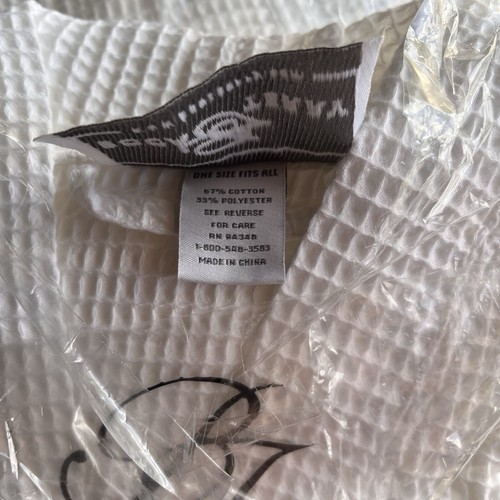 ONE SIZE FITS ALL
67% COTTON
33% POLYESTER
SEE REVERSE
FOR CARE
RN 94348
1-800-548-3583
MADE IN CHINA